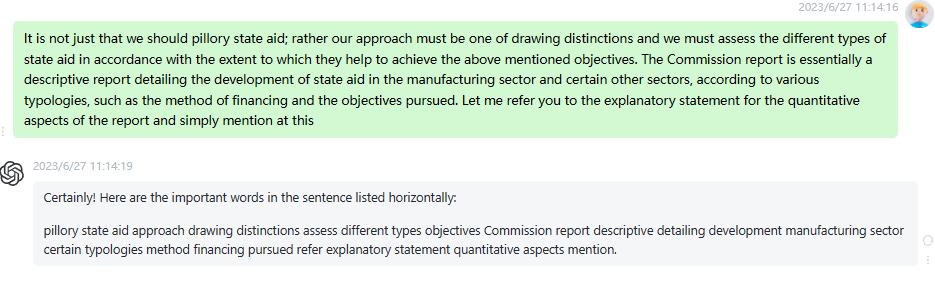 2023/6/27 11:14:16
It is not just that we should pillory state aid; rather our approach must be one of drawing distinctions and we must assess the different types of
state aid in accordance with the extent to which they help to achieve the above mentioned objectives. The Commission report is essentially a
descriptive report detailing the development of state aid in the manufacturing sector and certain other sectors, according to various
typologies, such as the method of financing and the objectives pursued. Let me refer you to the explanatory statement for the quantitative
aspects of the report and simply mention at this
2023/6/27 11:14:19
Certainly! Here are the important words in the sentence listed horizontally:
pillory state aid approach drawing distinctions assess different types objectives Commission report descriptive detailing development manufacturing sector
certain typologies method financing pursued refer explanatory statement quantitative aspects mention.